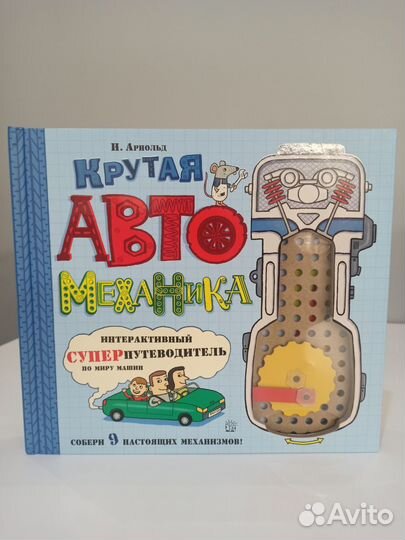 И. Арнольд
КРУТАЯ
АВТО
МЕХАНИКА
ИНТЕРАКТИВНЫЙ
СУПЕРПУТЕВОДИТЕЛЬ
ПО МИРУ МАШИН
СОБЕРИ 9 НАСТОЯЩИХ МЕХАНИЗМОВ!
Avito